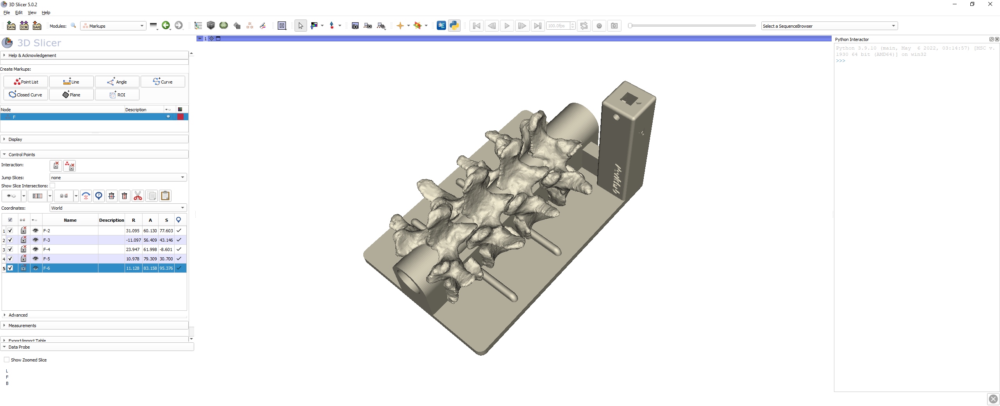 3D Slicer 5.0.2
File Edit View Help
DATA DCM SAVE Modules: Markups 100.0fps Select a SequenceBrowser
3D Slicer
Help & Acknowledgement
Create Markups:
Point List Line Angle Curve
Closed Curve Plane ROI
Node Description
F
Display
Control Points
Interaction:
Jump Slices: none
Show Slice Intersections:
Coordinates: World
Name Description R A S
1 F-2 31.095 60.130 77.603
2 F-3 -11.097 56.409 43.146
3 F-4 23.947 61.998 -8.601
4 F-5 10.978 79.309 30.700
5 F-6 11.128 83.158 95.376
Advanced
Measurements
Export/Import Table
Data Probe
Show Zoomed Slice
L
F
B
1
Python Interactor
Python 3.9.10 (main, May  6 2022, 03:14:57) [MSC v.
1930 64 bit (AMD64)] on win32
>>>